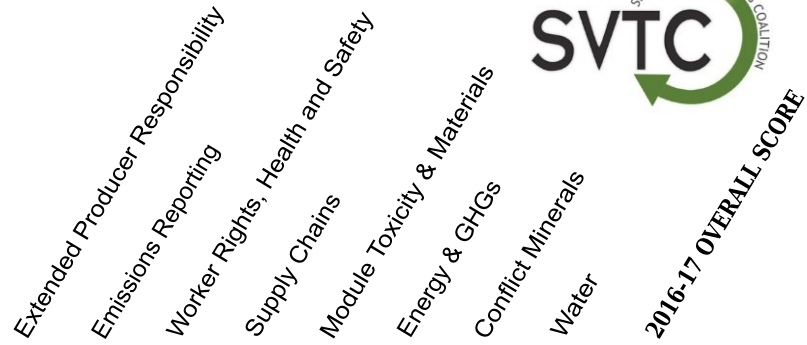 Extended Producer Responsibility
Emissions Reporting
Worker Rights, Health and Safety
Supply Chains
Module Toxicity & Materials
Energy & GHGs
Conflict Minerals
Water
2016-17 OVERALL SCORE
SVTC
COALITION